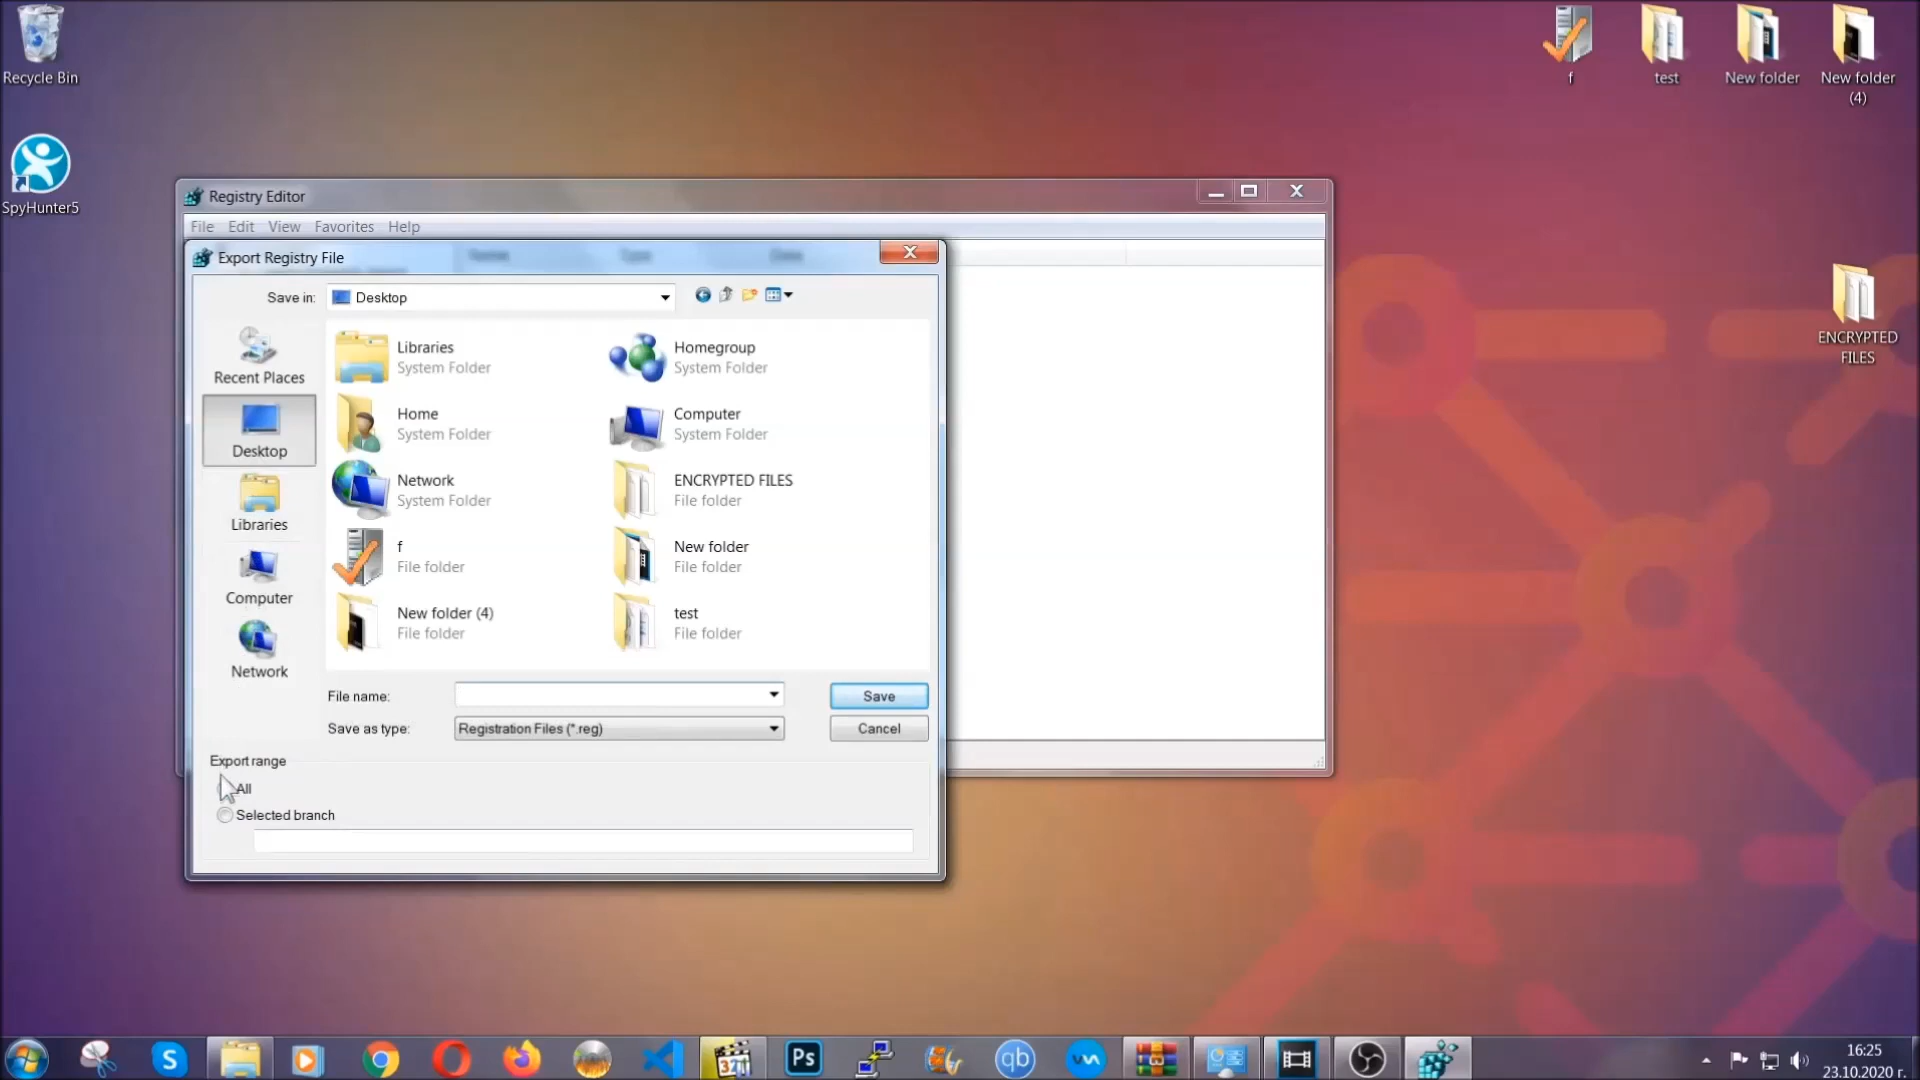 Recycle Bin
SpyHunter5
f
test
New folder
New folder
(4)
ENCRYPTED
FILES
Registry Editor
File Edit View Favorites Help
Export Registry File
Save in:
Desktop
Recent Places
Desktop
Libraries
Computer
Network
Libraries
System Folder
Homegroup
System Folder
Home
System Folder
Computer
System Folder
Network
System Folder
ENCRYPTED FILES
File folder
f
File folder
New folder
File folder
New folder (4)
File folder
test
File folder
File name:
Save
Save as type:
Registration Files (*.reg)
Cancel
Export range
All
Selected branch
S
321
Ps
qb
16:25
23.10.2020 г.